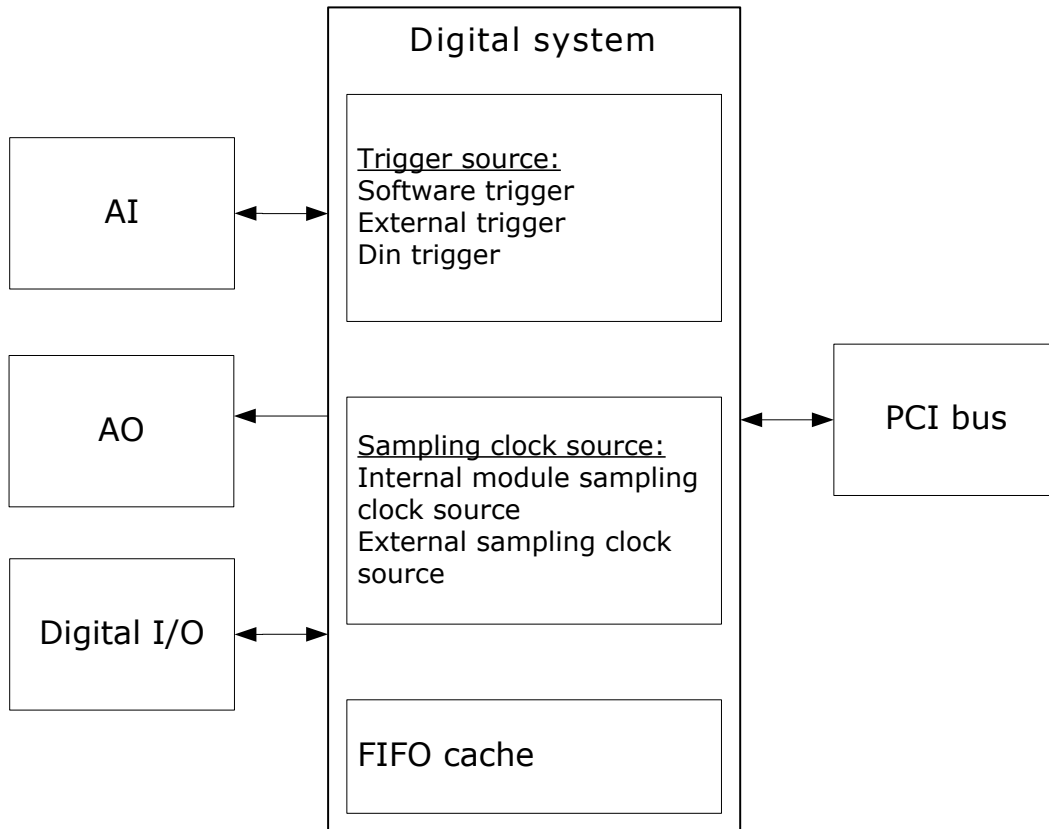 Digital system
AI
Trigger source:
Software trigger
External trigger
Din trigger
AO
Sampling clock source:
Internal module sampling
clock source
External sampling clock
source
PCI bus
Digital I/O
FIFO cache